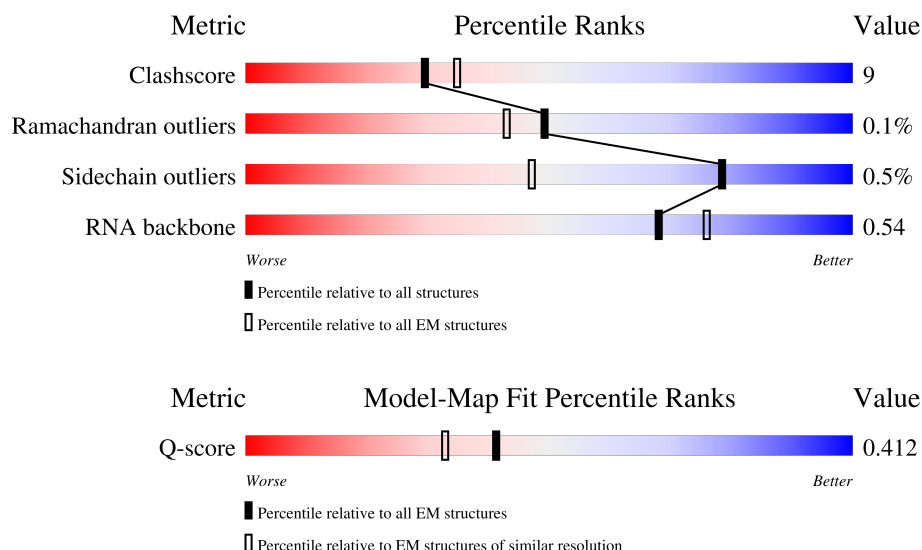 Metric Percentile Ranks Value
Clashscore 9
Ramachandran outliers 0.1%
Sidechain outliers 0.5%
RNA backbone 0.54
Worse Better
Percentile relative to all structures
Percentile relative to all EM structures
Metric Model-Map Fit Percentile Ranks Value
Q-score 0.412
Worse Better
Percentile relative to all EM structures
Percentile relative to EM structures of similar resolution